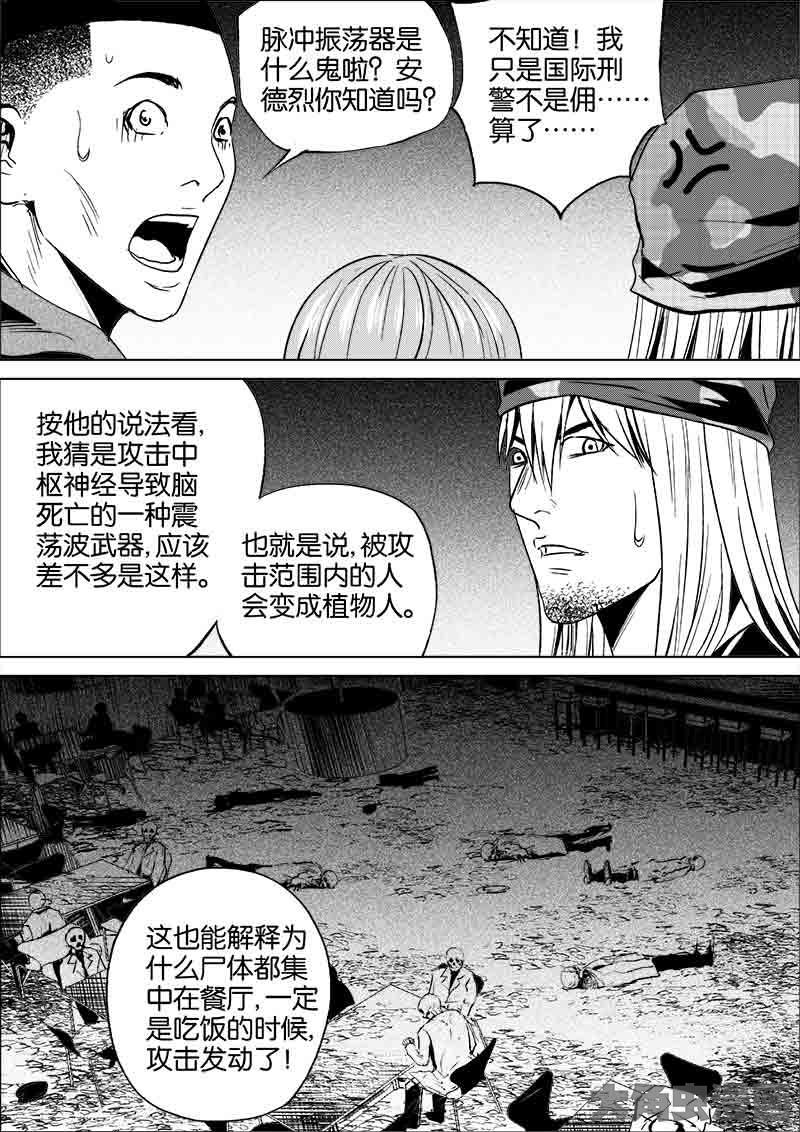 脉冲振荡器是
什么鬼啦？安
德烈你知道吗？
不知道！我
只是国际刑
警不是佣……
算了……
按他的说法看，
我猜是攻击中
枢神经导致脑
死亡的一种震
荡波武器，应该
差不多是这样。
也就是说，被攻
击范围内的人
会变成植物人。
这也能解释为
什么尸体都集
中在餐厅，一定
是吃饭的时候，
攻击发动了！
大角虫漫画